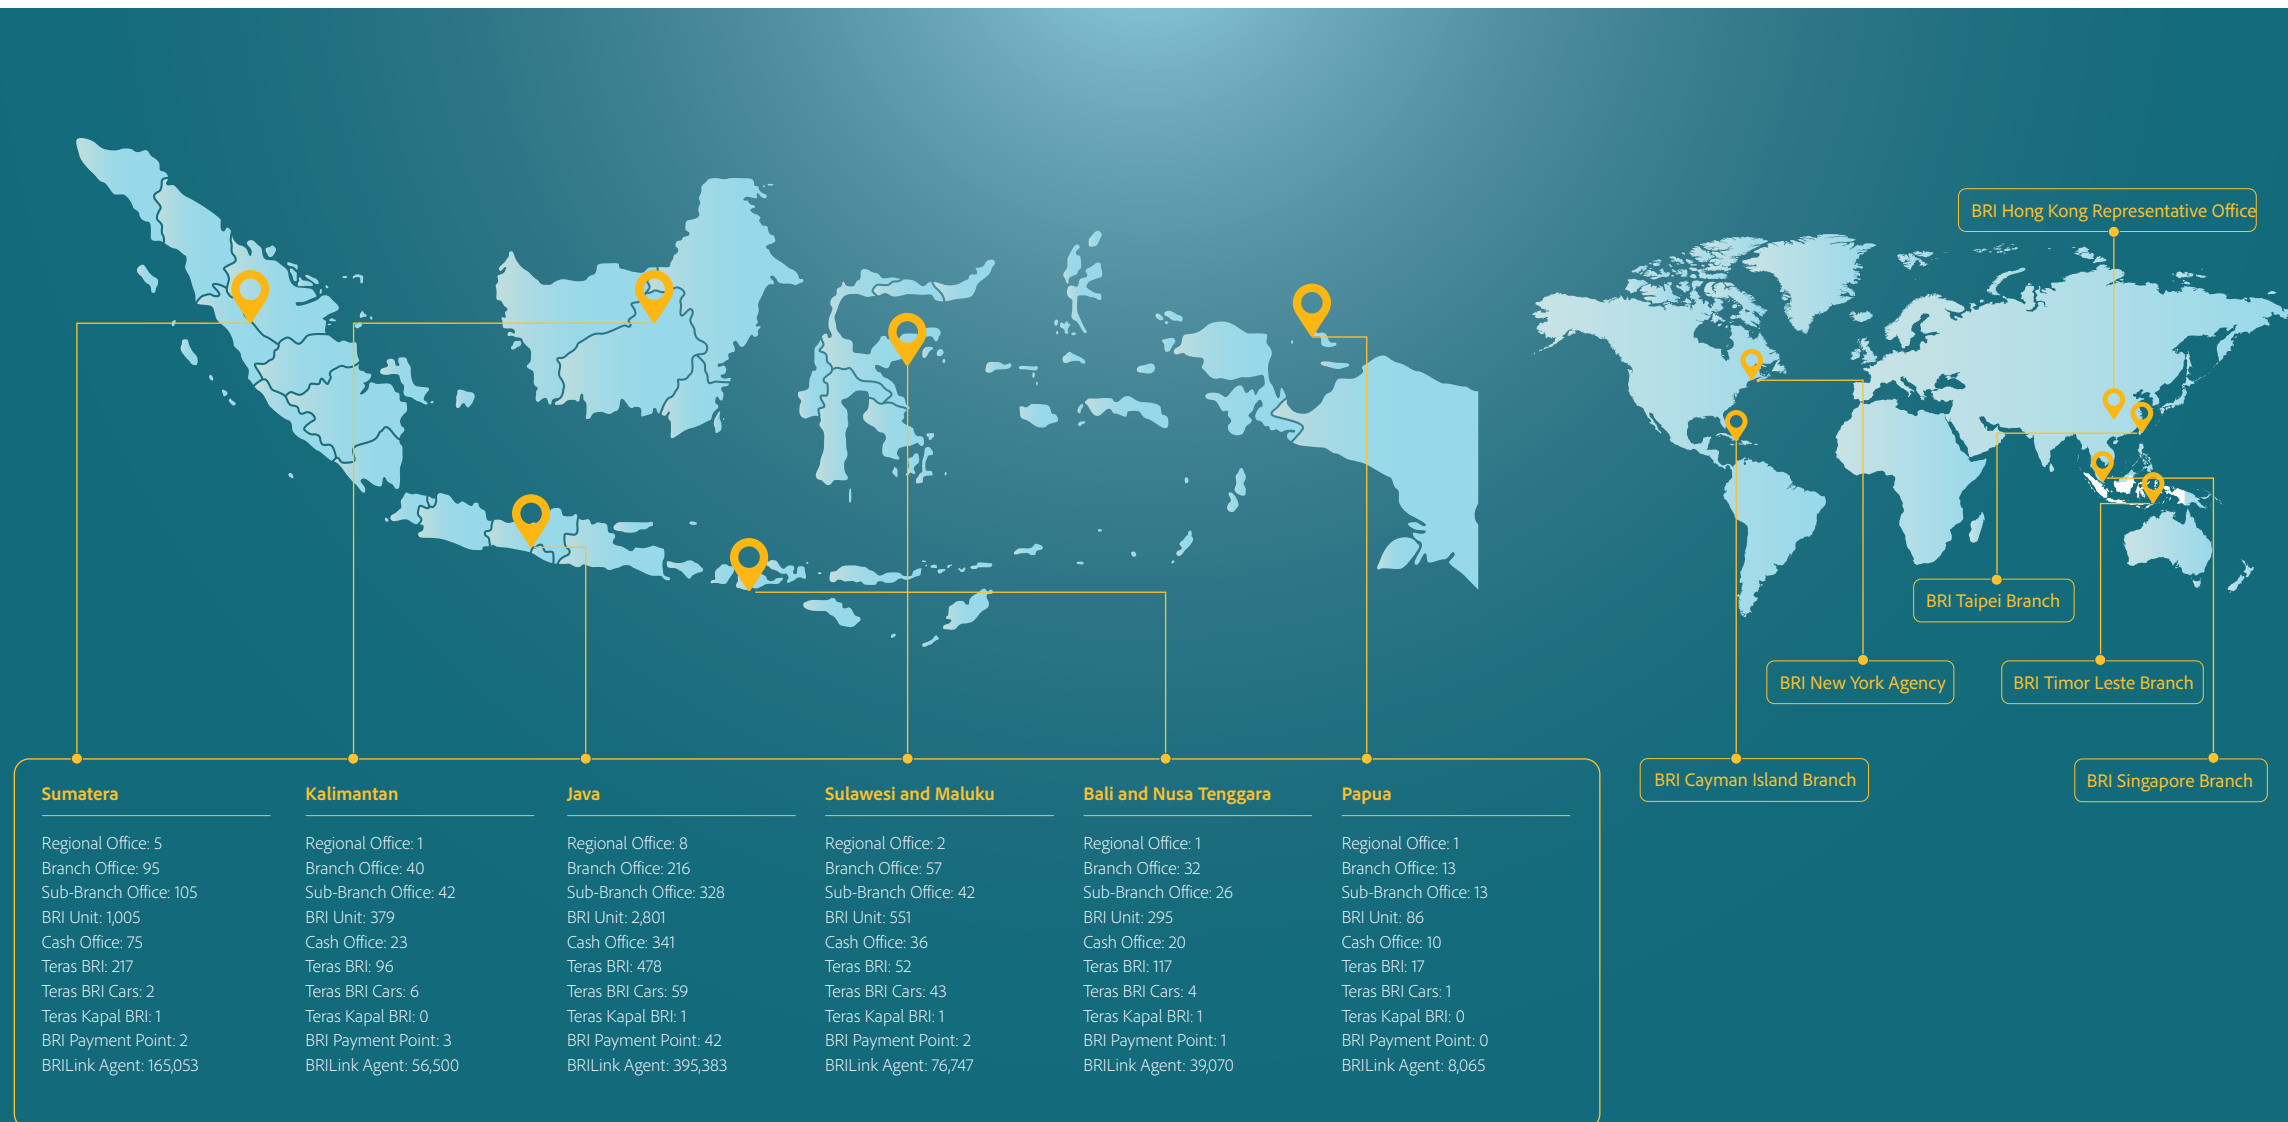 BRI Hong Kong Representative Office
BRI Taipei Branch
BRI New York Agency
BRI Timor Leste Branch
BRI Cayman Island Branch
BRI Singapore Branch
Sumatera
Regional Office: 5
Branch Office: 95
Sub-Branch Office: 105
BRI Unit: 1,005
Cash Office: 75
Teras BRI: 217
Teras BRI Cars: 2
Teras Kapal BRI: 1
BRI Payment Point: 2
BRILink Agent: 165,053
Kalimantan
Regional Office: 1
Branch Office: 40
Sub-Branch Office: 42
BRI Unit: 379
Cash Office: 23
Teras BRI: 96
Teras BRI Cars: 6
Teras Kapal BRI: 0
BRI Payment Point: 3
BRILink Agent: 56,500
Java
Regional Office: 8
Branch Office: 216
Sub-Branch Office: 328
BRI Unit: 2,801
Cash Office: 341
Teras BRI: 478
Teras BRI Cars: 59
Teras Kapal BRI: 1
BRI Payment Point: 42
BRILink Agent: 395,383
Sulawesi and Maluku
Regional Office: 2
Branch Office: 57
Sub-Branch Office: 42
BRI Unit: 551
Cash Office: 36
Teras BRI: 52
Teras BRI Cars: 43
Teras Kapal BRI: 1
BRI Payment Point: 2
BRILink Agent: 76,747
Bali and Nusa Tenggara
Regional Office: 1
Branch Office: 32
Sub-Branch Office: 26
BRI Unit: 295
Cash Office: 20
Teras BRI: 117
Teras BRI Cars: 4
Teras Kapal BRI: 1
BRI Payment Point: 1
BRILink Agent: 39,070
Papua
Regional Office: 1
Branch Office: 13
Sub-Branch Office: 13
BRI Unit: 86
Cash Office: 10
Teras BRI: 17
Teras BRI Cars: 1
Teras Kapal BRI: 0
BRI Payment Point: 0
BRILink Agent: 8,065